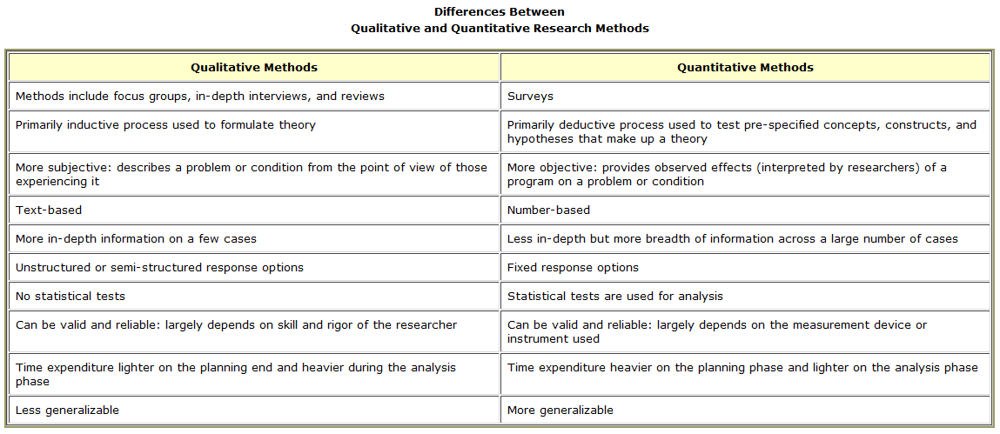 Differences Between
Qualitative and Quantitative Research Methods
Qualitative Methods
Quantitative Methods
Methods include focus groups, in-depth interviews, and reviews
Surveys
Primarily inductive process used to formulate theory
Primarily deductive process used to test pre-specified concepts, constructs, and
hypotheses that make up a theory
More subjective: describes a problem or condition from the point of view of those
experiencing it
More objective: provides observed effects (interpreted by researchers) of a
program on a problem or condition
Text-based
Number-based
More in-depth information on a few cases
Less in-depth but more breadth of information across a large number of cases
Unstructured or semi-structured response options
Fixed response options
No statistical tests
Statistical tests are used for analysis
Can be valid and reliable: largely depends on skill and rigor of the researcher
Can be valid and reliable: largely depends on the measurement device or
instrument used
Time expenditure lighter on the planning end and heavier during the analysis
phase
Time expenditure heavier on the planning phase and lighter on the analysis phase
Less generalizable
More generalizable